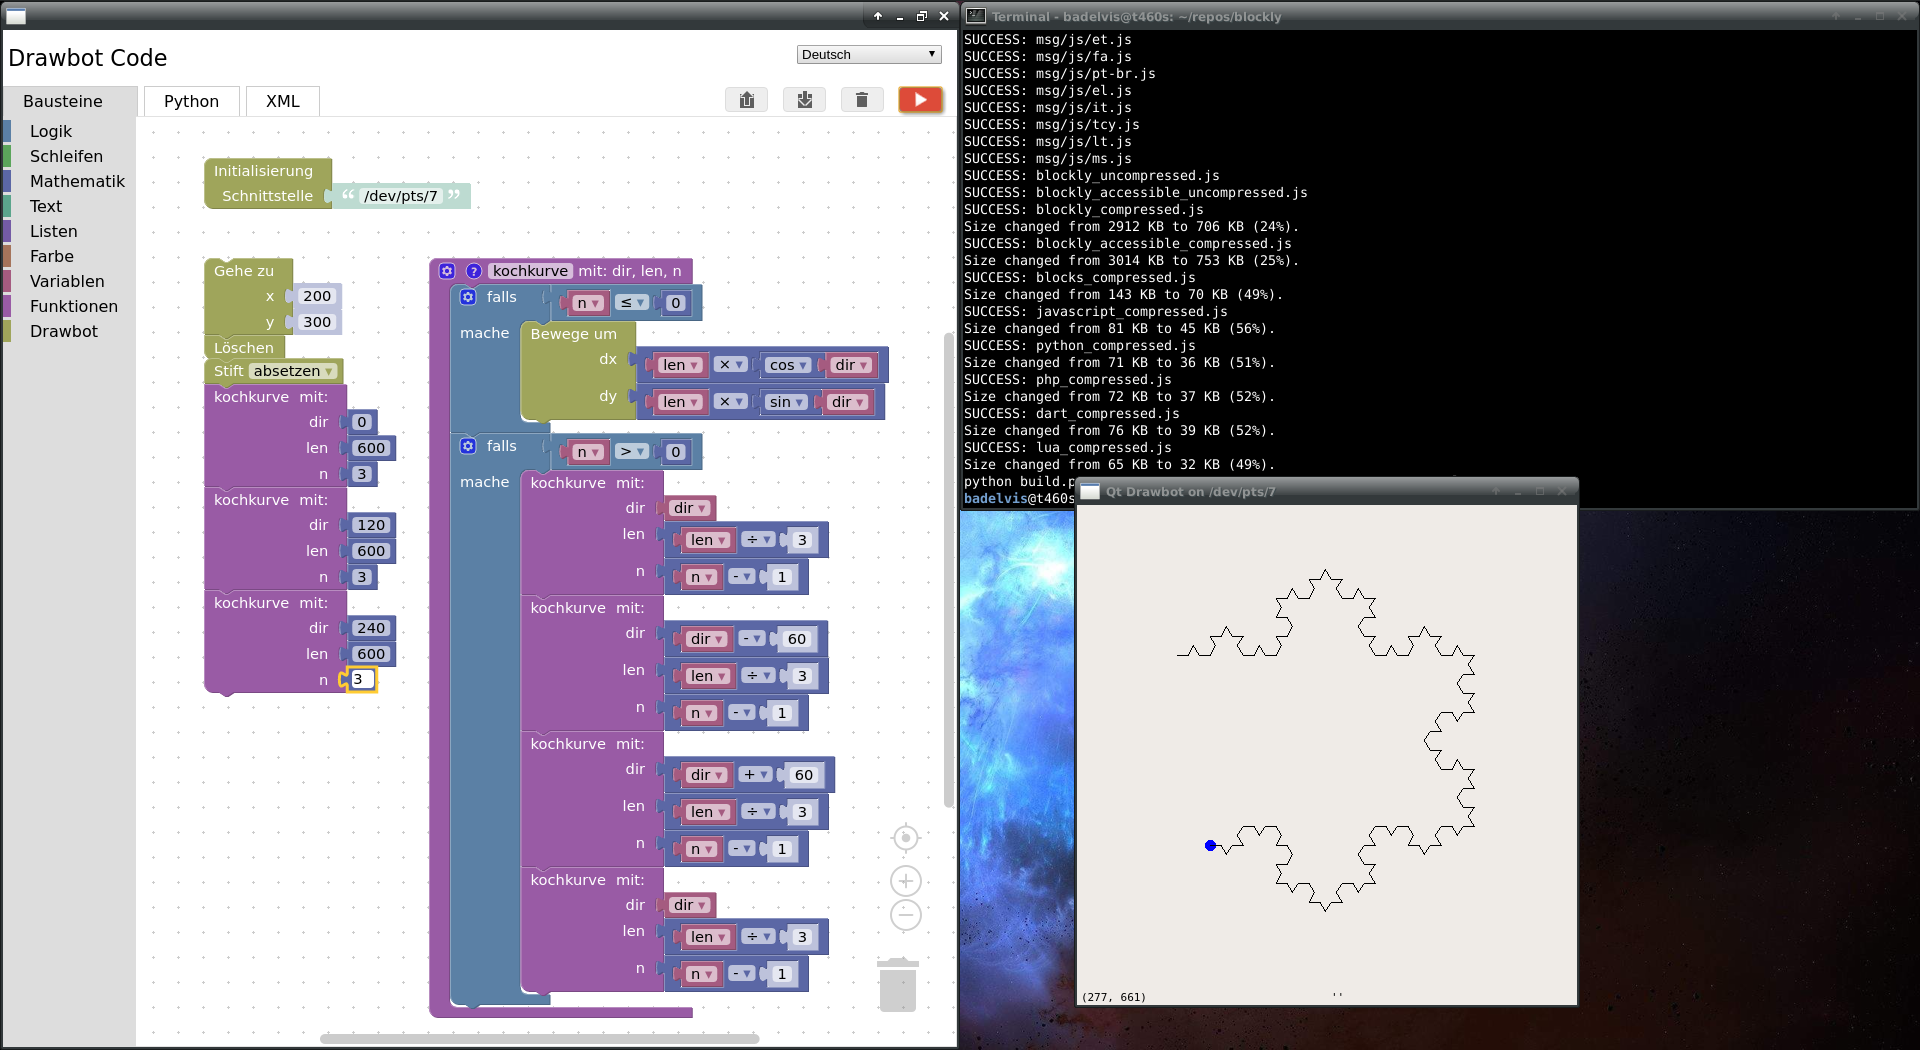 Drawbot Code
Deutsch
Bausteine
Python
XML
Logik
Schleifen
Mathematik
Text
Listen
Farbe
Variablen
Funktionen
Drawbot
Initialisierung
Schnittstelle “ /dev/pts/7 ”
Gehe zu
x 200
y 300
Löschen
Stift absetzen
kochkurve mit:
dir 0
len 600
n 3
kochkurve mit:
dir 120
len 600
n 3
kochkurve mit:
dir 240
len 600
n 3
? kochkurve mit: dir, len, n
falls n ≤ 0
mache Bewege um
dx len × cos dir
dy len × sin dir
falls n > 0
mache kochkurve mit:
dir dir
len len ÷ 3
n n - 1
kochkurve mit:
dir dir - 60
len len ÷ 3
n n - 1
kochkurve mit:
dir dir + 60
len len ÷ 3
n n - 1
kochkurve mit:
dir dir
len len ÷ 3
n n - 1
Terminal - badelvis@t460s: ~/repos/blockly
SUCCESS: msg/js/et.js
SUCCESS: msg/js/fa.js
SUCCESS: msg/js/pt-br.js
SUCCESS: msg/js/el.js
SUCCESS: msg/js/it.js
SUCCESS: msg/js/tcy.js
SUCCESS: msg/js/lt.js
SUCCESS: msg/js/ms.js
SUCCESS: blockly_uncompressed.js
SUCCESS: blockly_accessible_uncompressed.js
SUCCESS: blockly_compressed.js
Size changed from 2912 KB to 706 KB (24%).
SUCCESS: blockly_accessible_compressed.js
Size changed from 3014 KB to 753 KB (25%).
SUCCESS: blocks_compressed.js
Size changed from 143 KB to 70 KB (49%).
SUCCESS: javascript_compressed.js
Size changed from 81 KB to 45 KB (56%).
SUCCESS: python_compressed.js
Size changed from 71 KB to 36 KB (51%).
SUCCESS: php_compressed.js
Size changed from 72 KB to 37 KB (52%).
SUCCESS: dart_compressed.js
Size changed from 76 KB to 39 KB (52%).
SUCCESS: lua_compressed.js
Size changed from 65 KB to 32 KB (49%).
python build.p
badelvis@t460s
Qt Drawbot on /dev/pts/7
(277, 661)
''